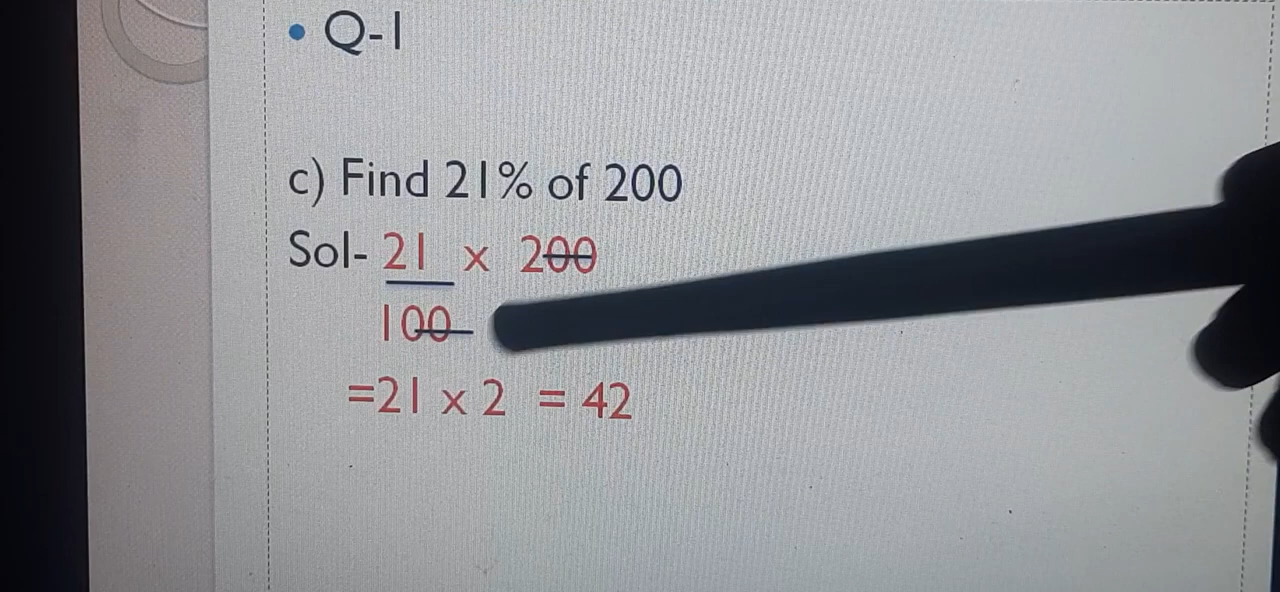 • Q-1
c) Find 21% of 200
Sol- 21 x 200
100
=21 x 2 = 42